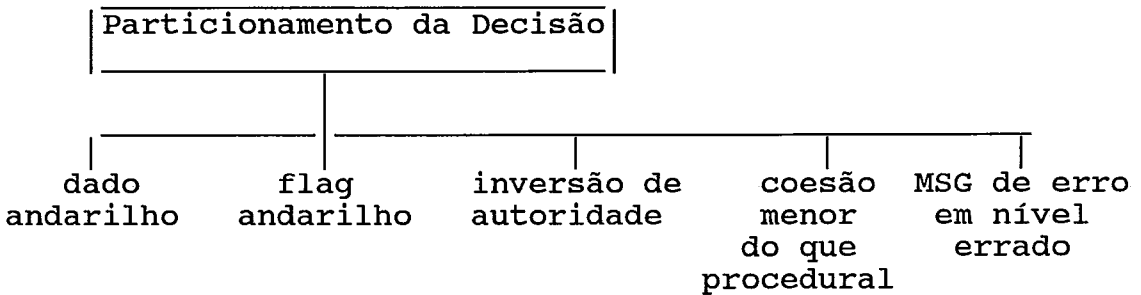 Particionamento da Decisão
dado flag inversão de coesão MSG de erro
andarilho andarilho autoridade menor em nível
do que errado
procedural